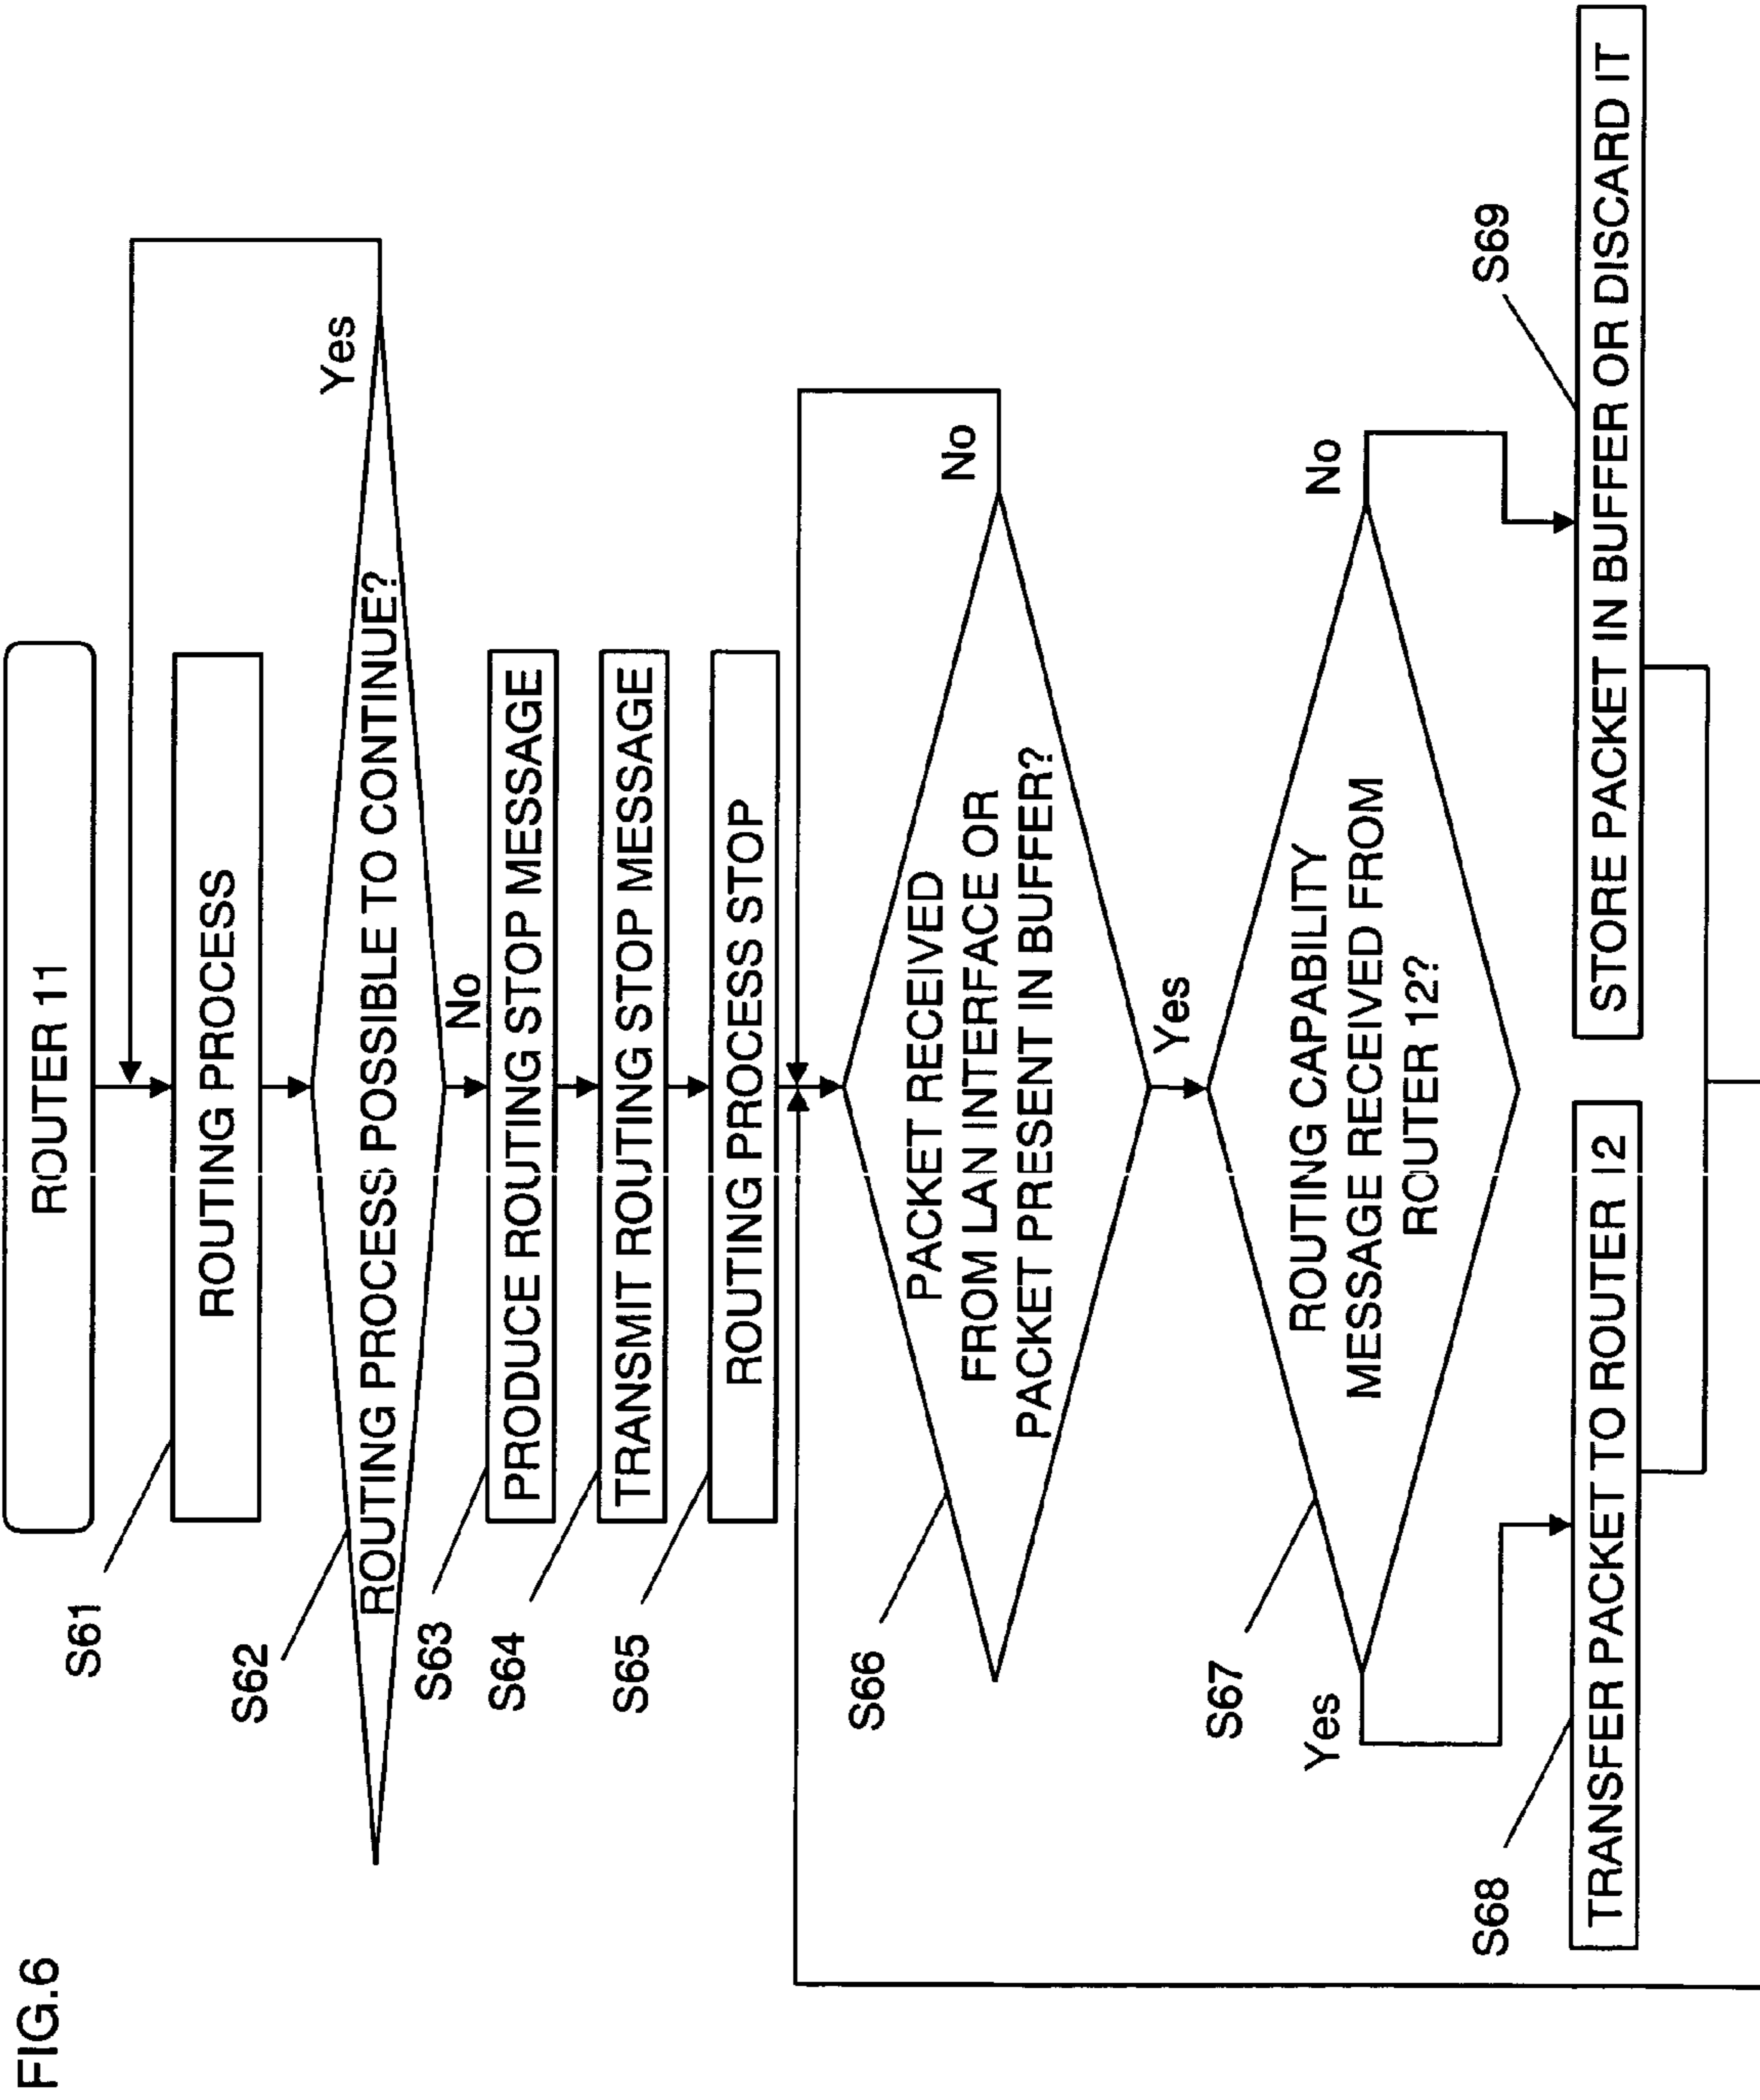 FIG.6
ROUTER 11
S61
ROUTING PROCESS
S62
ROUTING PROCESS POSSIBLE TO CONTINUE?
Yes
No
S63
PRODUCE ROUTING STOP MESSAGE
S64
TRANSMIT ROUTING STOP MESSAGE
S65
ROUTING PROCESS STOP
S66
PACKET RECEIVED
FROM LAN INTERFACE OR
PACKET PRESENT IN BUFFER?
No
Yes
S67
ROUTING CAPABILITY
MESSAGE RECEIVED FROM
ROUTER 12?
Yes
No
S68
TRANSFER PACKET TO ROUTER 12
S69
STORE PACKET IN BUFFER OR DISCARD IT